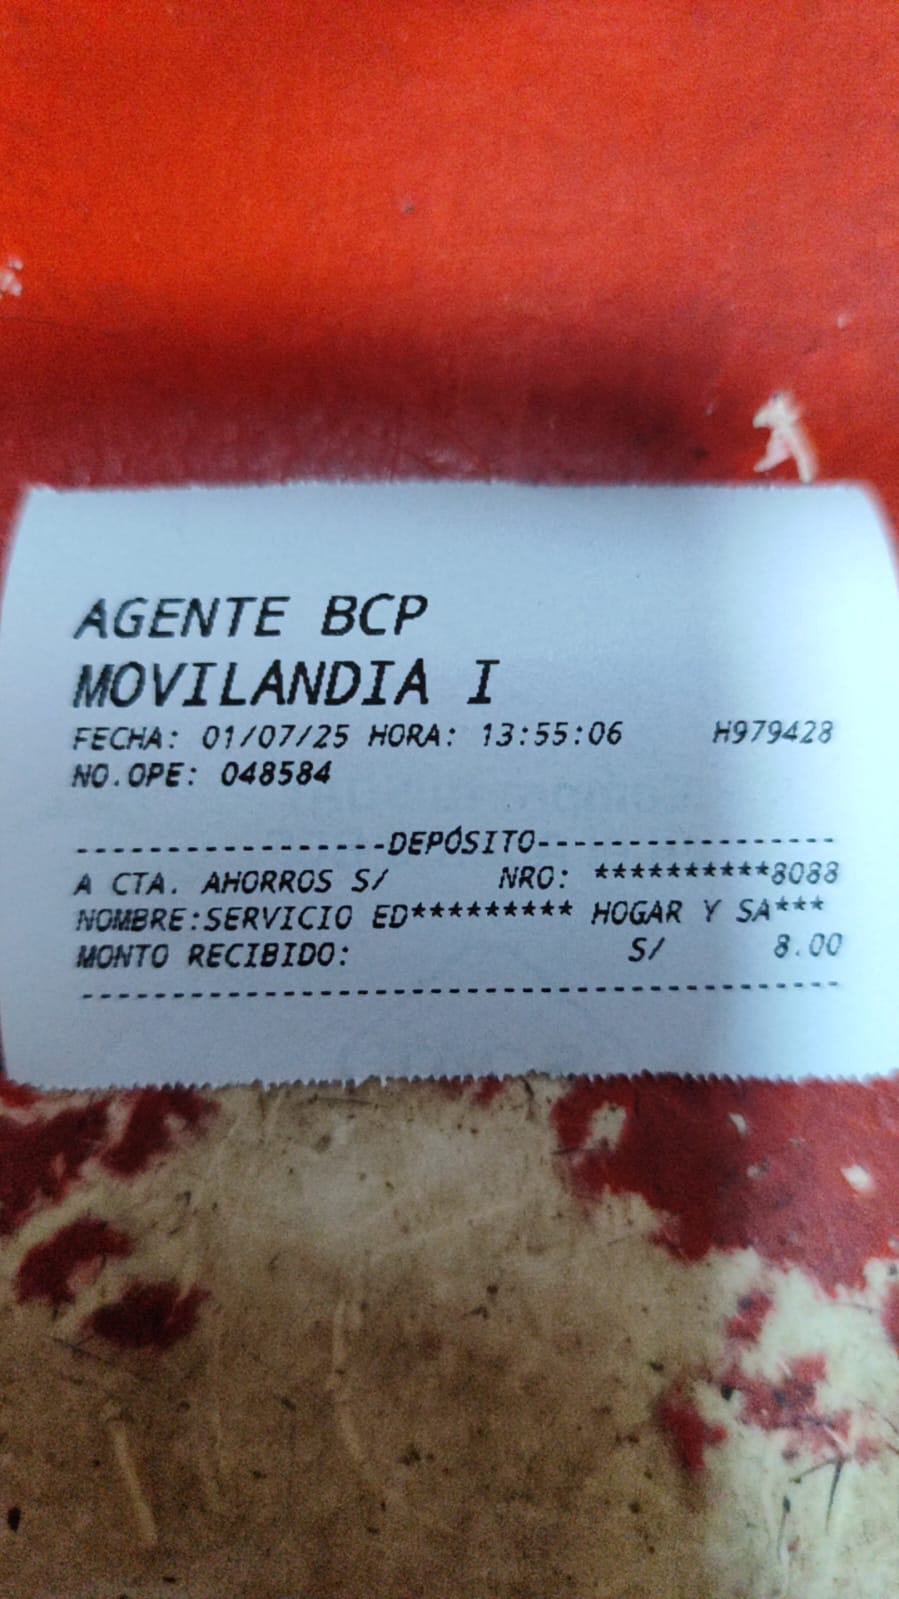 AGENTE BCP
MOVILANDIA I
FECHA: 01/07/25 HORA: 13:55:06 H979428
NO.OPE: 048584
-----------------DEPÓSITO----------------
A CTA. AHORROS S/ NRO: **********8088
NOMBRE:SERVICIO ED********* HOGAR Y SA***
MONTO RECIBIDO: S/ 8.00
-----------------------------------------